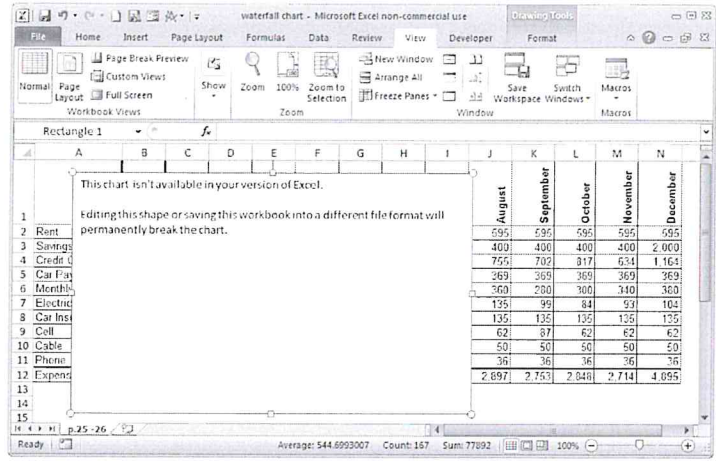 waterfall chart - Microsoft Excel non-commercial use
Drawing Tools
File Home Insert Page Layout Formulas Data Review View Developer Format
Normal
Page Layout
Page Break Preview
Custom Views
Full Screen
Workbook Views
Show
Zoom
100%
Zoom to Selection
Zoom
New Window
Arrange All
Freeze Panes
Save Workspace
Switch Windows
Window
Macros
Macros
Rectangle 1
fx
A B C D E F G H I J K L M N
This chart isn't available in your version of Excel.
Editing this shape or saving this workbook into a different file format will
permanently break the chart.
1 August September October November December
2 Rent 595 595 595 595 595
3 Savings 400 400 400 400 2,000
4 Credit C 755 702 817 634 1,164
5 Car Pay 369 369 369 369 369
6 Monthly 360 280 300 340 380
7 Electric 135 99 84 93 104
8 Car Ins 135 135 135 135 135
9 Cell 62 87 62 62 62
10 Cable 50 50 50 50 50
11 Phone 36 36 36 36 36
12 Expens 2,897 2,753 2,848 2,714 4,895
13
14
15
p.25 -26
Ready
Average: 544.6993007 Count: 167 Sum: 77892 100%